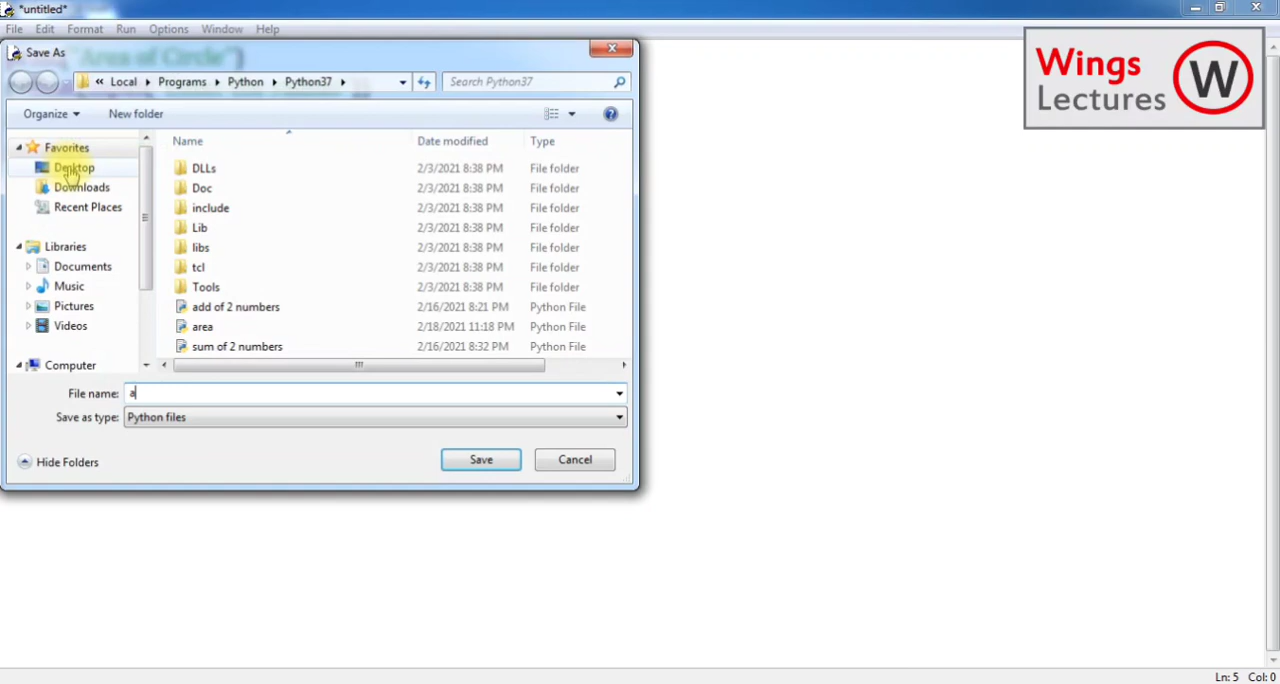 *untitled*
File Edit Format Run Options Window Help
"Area of Circle")
Save As
« Local Programs Python Python37 Search Python37
Organize New folder
Name Date modified Type
Favorites
Desktop
Downloads
Recent Places
Libraries
Documents
Music
Pictures
Videos
Computer
DLLs 2/3/2021 8:38 PM File folder
Doc 2/3/2021 8:38 PM File folder
include 2/3/2021 8:38 PM File folder
Lib 2/3/2021 8:38 PM File folder
libs 2/3/2021 8:38 PM File folder
tcl 2/3/2021 8:38 PM File folder
Tools 2/3/2021 8:38 PM File folder
add of 2 numbers 2/16/2021 8:21 PM Python File
area 2/18/2021 11:18 PM Python File
sum of 2 numbers 2/16/2021 8:32 PM Python File
File name: a
Save as type: Python files
Hide Folders Save Cancel
Wings
Lectures
W
Ln: 5 Col: 0